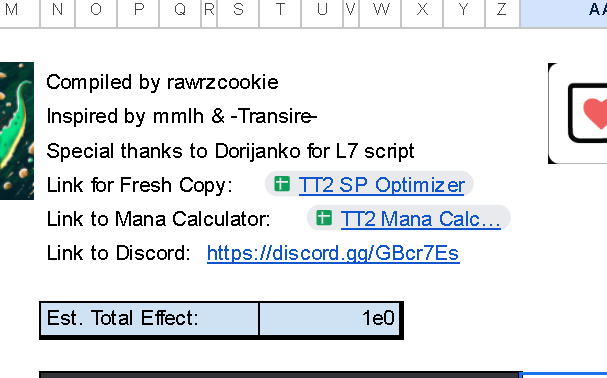 M N O P Q R S T U V W X Y Z AA
Compiled by rawrzcookie
Inspired by mmlh & -Transire-
Special thanks to Dorijanko for L7 script
Link for Fresh Copy: TT2 SP Optimizer
Link to Mana Calculator: TT2 Mana Calc...
Link to Discord: https://discord.gg/GBcr7Es
Est. Total Effect: 1e0